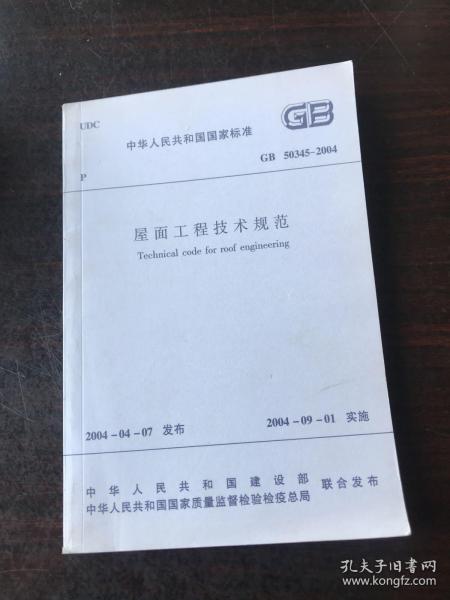 UDC
GB
中华人民共和国国家标准
P
GB 50345-2004
屋面工程技术规范
Technical code for roof engineering
2004-04-07 发布
2004-09-01 实施
中华人民共和国建设部
中华人民共和国国家质量监督检验检疫总局
联合发布
孔夫子旧书网
www.kongfz.com